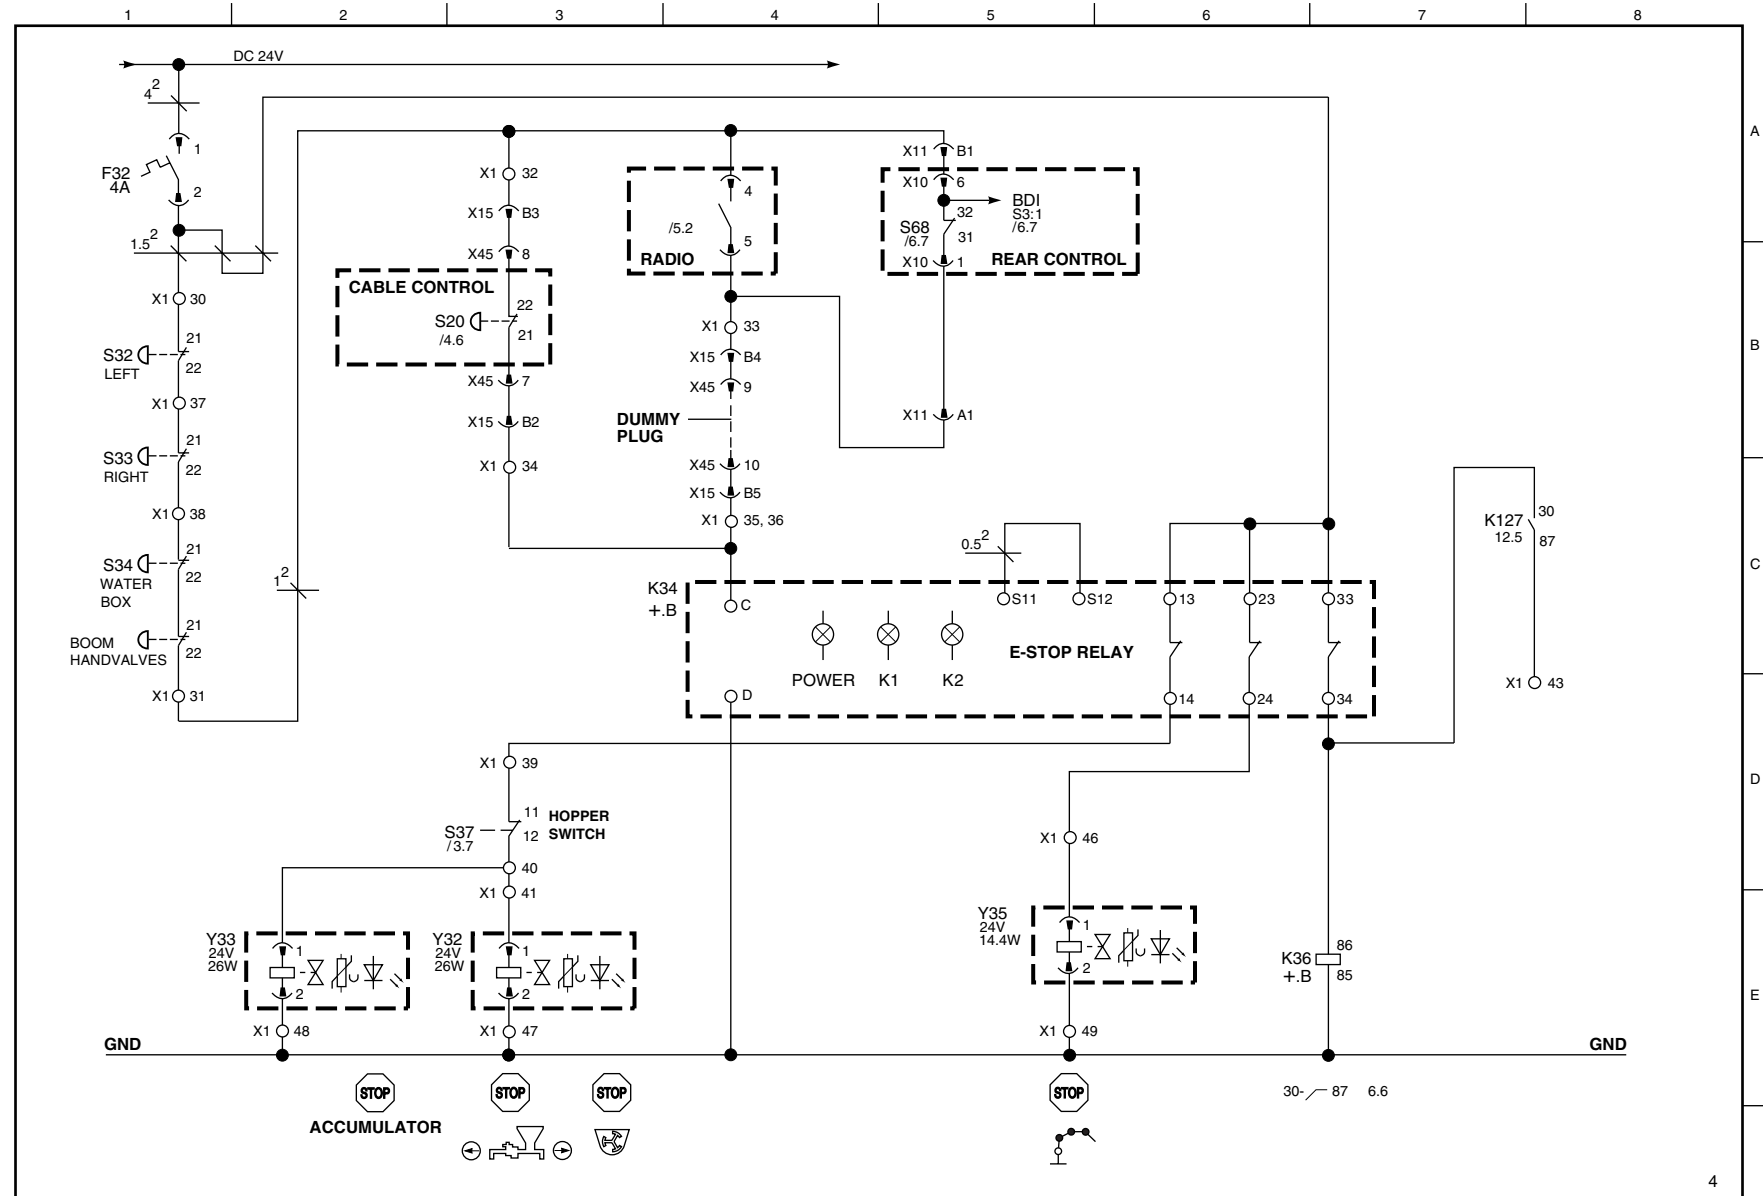 1 2 3 4 5 6 7 8
A
B
C
D
E
DC 24V
4²
1
F32
4A
2
1.5²
X1 30
S32
LEFT
21
22
X1 37
S33
RIGHT
21
22
X1 38
S34
WATER
BOX
21
22
BOOM
HANDVALVES
21
22
X1 31
1²
X1 32
X15 B3
X45 8
CABLE CONTROL
S20
/4.6
22
21
X45 7
X15 B2
X1 34
4
/5.2
5
RADIO
X1 33
X15 B4
X45 9
DUMMY
PLUG
X45 10
X15 B5
X1 35, 36
X11 B1
X10 6
BDI
S3:1
/6.7
S68
/6.7
32
31
X10 1
REAR CONTROL
X11 A1
0.5²
K34
+.B
C
S11
S12
13
23
33
E-STOP RELAY
POWER
K1
K2
D
14
24
34
K127
12.5
30
87
X1 43
X1 39
S37
/3.7
11
12
HOPPER
SWITCH
40
X1 41
X1 46
Y33
24V
26W
1
2
X1 48
Y32
24V
26W
1
2
X1 47
Y35
24V
14.4W
1
2
X1 49
K36
+.B
86
85
GND
GND
STOP
STOP
STOP
STOP
ACCUMULATOR
30- 87 6.6
4